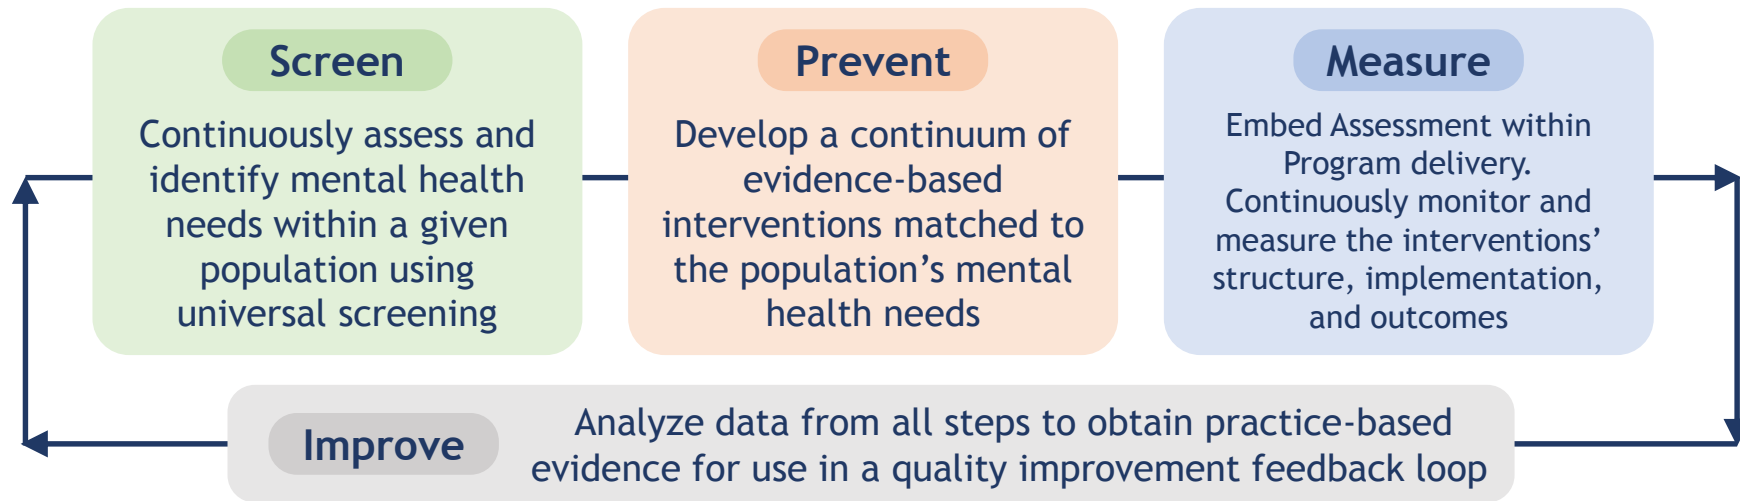 Screen
Continuously assess and
identify mental health
needs within a given
population using
universal screening
Prevent
Develop a continuum of
evidence-based
interventions matched to
the population’s mental
health needs
Measure
Embed Assessment within
Program delivery.
Continuously monitor and
measure the interventions’
structure, implementation,
and outcomes
Improve
Analyze data from all steps to obtain practice-based
evidence for use in a quality improvement feedback loop